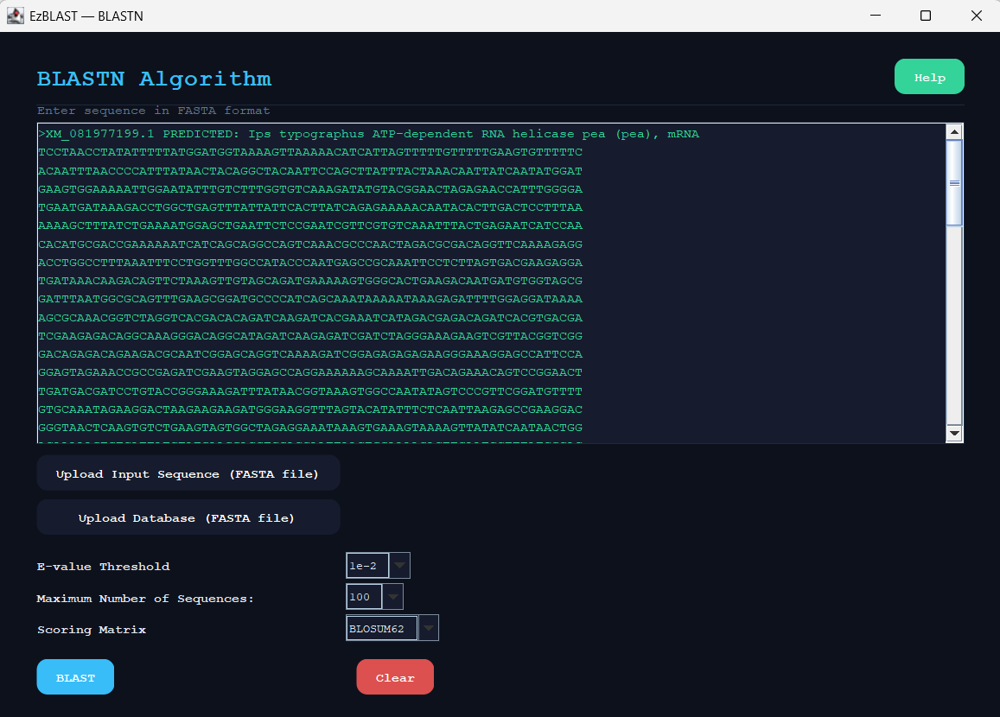 EzBLAST — BLASTN
BLASTN Algorithm
Help
Enter sequence in FASTA format
>XM_081977199.1 PREDICTED: Ips typographus ATP-dependent RNA helicase pea (pea), mRNA
TCCTAACCTATATTTTTATGGATGGTAAAAGTTAAAAACATCATTAGTTTTTGTTTTTGAAGTGTTTTTC
ACAATTTAACCCCATTTATAACTACAGGCTACAATTCCAGCTTATTTACTAAACAATTATCAATATGGAT
GAAGTGGAAAAATTGGAATATTTGTCTTTGGTGTCAAAGATATGTACGGAACTAGAGAACCATTTGGGGA
TGAATGATAAAGACCTGGCTGAGTTTATTATTCACTTATCAGAGAAAAACAATACACTTGACTCCTTTAA
AAAAGCTTTATCTGAAAATGGAGCTGAATTCTCCGAATCGTTCGTGTCAAATTTACTGAGAATCATCCAA
CACATGCGACCGAAAAAATCATCAGCAGGCCAGTCAAACGCCCAACTAGACGCGACAGGTTCAAAAGAGG
ACCTGGCCTTTAAATTTCCTGGTTTGGCCATACCCAATGAGCCGCAAATTCCTCTTAGTGACGAAGAGGA
TGATAAACAAGACAGTTCTAAAGTTGTAGCAGATGAAAAAGTGGGCACTGAAGACAATGATGTGGTAGCG
GATTTAATGGCGCAGTTTGAAGCGGATGCCCCATCAGCAAATAAAAATAAAGAGATTTTGGAGGATAAAA
AGCGCAAACGGTCTAGGTCACGACACAGATCAAGATCACGAAATCATAGACGAGACAGATCACGTGACGA
TCGAAGAGACAGGCAAAGGGACAGGCATAGATCAAGAGATCGATCTAGGGAAAGAAGTCGTTACGGTCGG
GACAGAGACAGAAGACGCAATCGGAGCAGGTCAAAAGATCGGAGAGAGAGAAGGGAAAGGAGCCATTCCA
GGAGTAGAAACCGCCGAGATCGAAGTAGGAGCCAGGAAAAAAGCAAAATTGACAGAAACAGTCCGGAACT
TGATGACGATCCTGTACCGGGAAAGATTTATAACGGTAAAGTGGCCAATATAGTCCCGTTCGGATGTTTT
GTGCAAATAGAAGGACTAAGAAGAAGATGGGAAGGTTTAGTACATATTTCTCAATTAAGAGCCGAAGGAC
GGGTAACTCAAGTGTCTGAAGTAGTGGCTAGAGGAAATAAAGTGAAAGTAAAAGTTATATCAATAACTGG
Upload Input Sequence (FASTA file)
Upload Database (FASTA file)
E-value Threshold
1e-2
Maximum Number of Sequences:
100
Scoring Matrix
BLOSUM62
BLAST
Clear